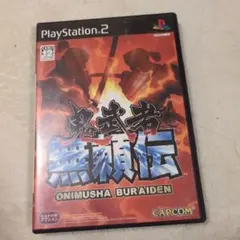 PlayStation 2
鬼武者
無頼伝
ONIMUSHA BURAIDEN
CAPCOM